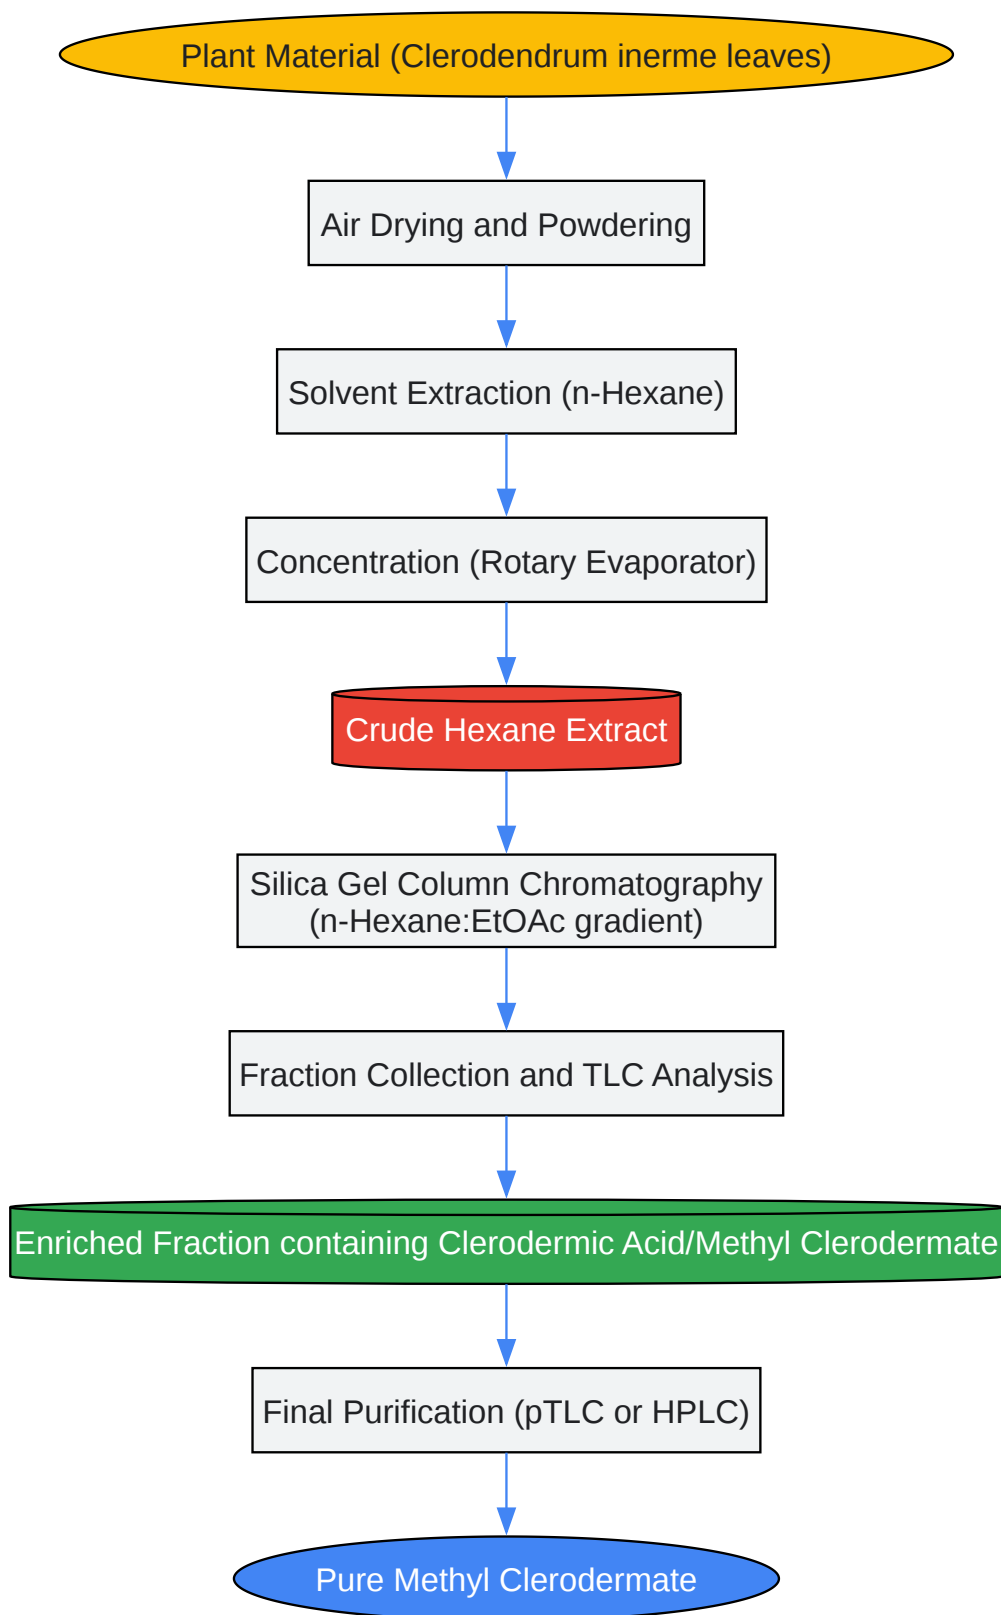 Plant Material (Clerodendrum inerme leaves)
Air Drying and Powdering
Solvent Extraction (n-Hexane)
Concentration (Rotary Evaporator)
Crude Hexane Extract
Silica Gel Column Chromatography
(n-Hexane:EtOAc gradient)
Fraction Collection and TLC Analysis
Enriched Fraction containing Clerodermic Acid/Methyl Clerodermate
Final Purification (pTLC or HPLC)
Pure Methyl Clerodermate